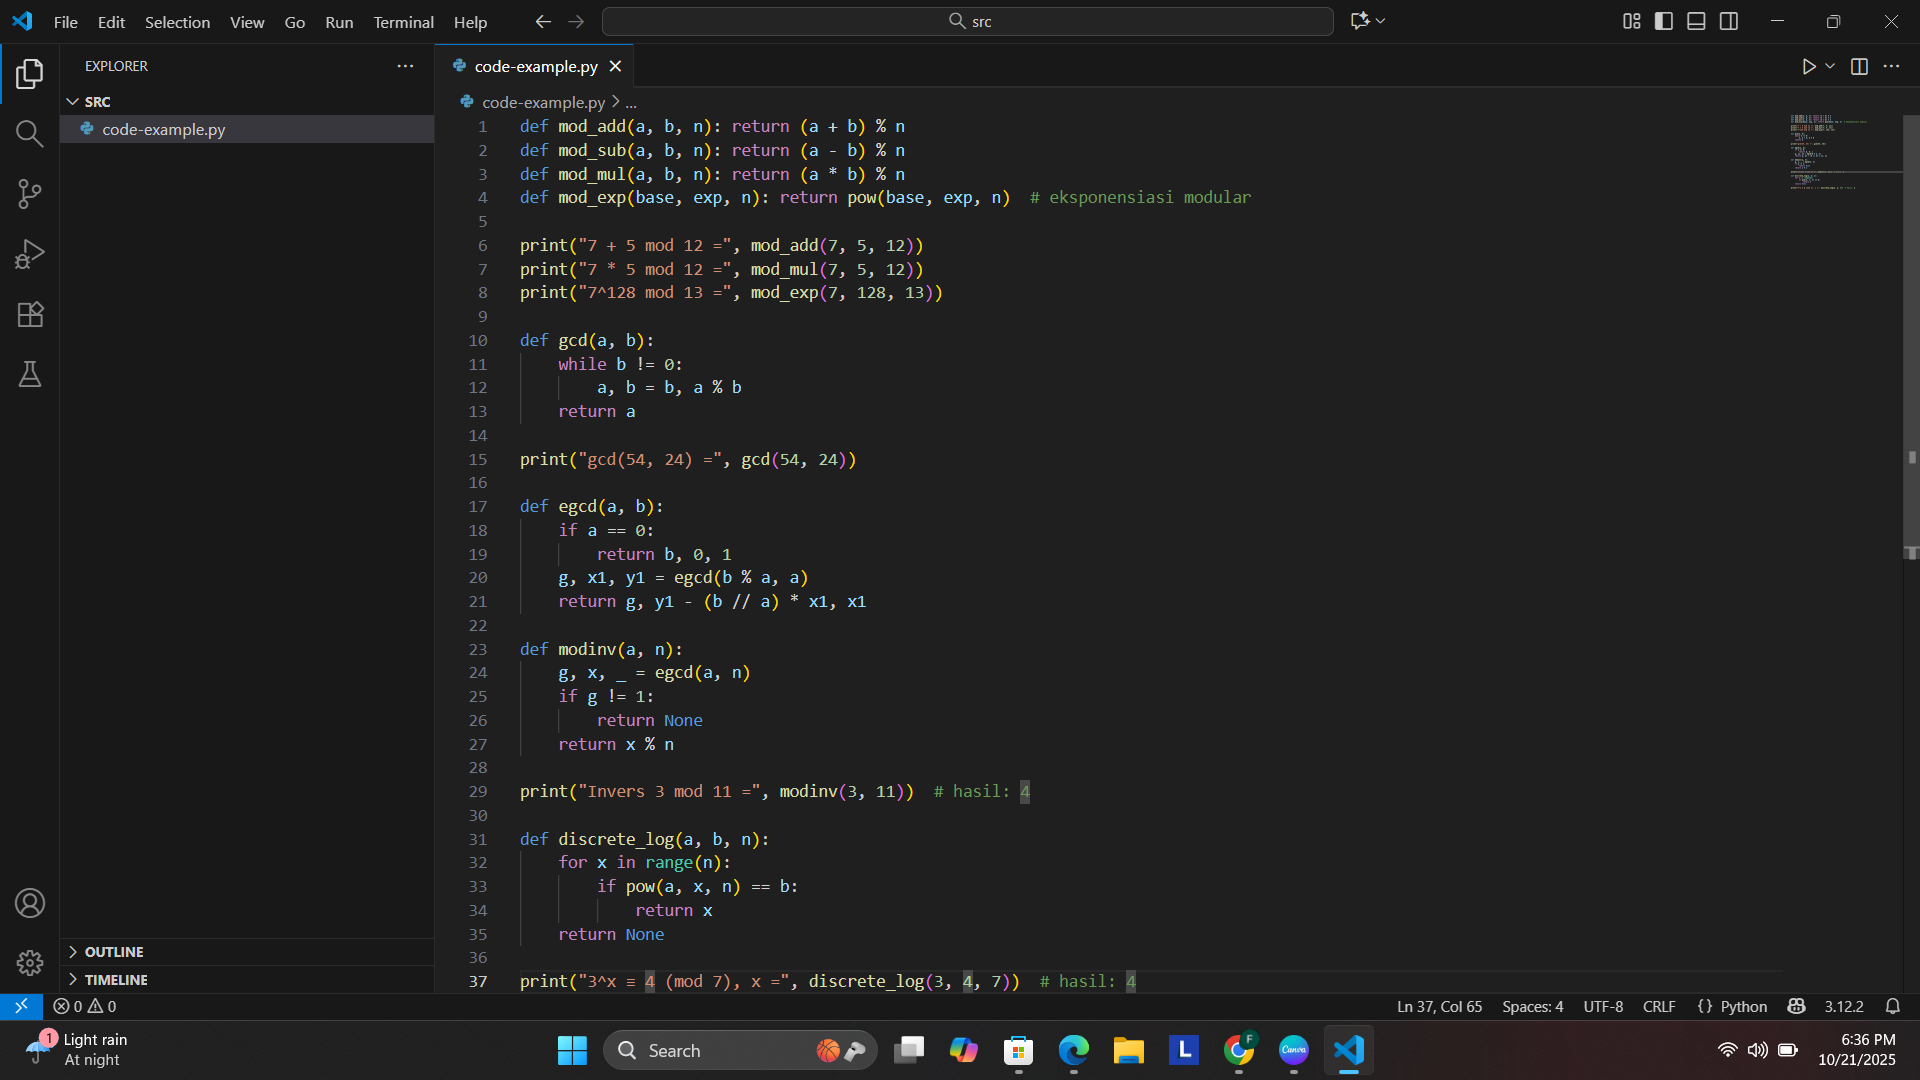 File Edit Selection View Go Run Terminal Help
src
EXPLORER
SRC
code-example.py
OUTLINE
TIMELINE
code-example.py
code-example.py > ...
1 def mod_add(a, b, n): return (a + b) % n
2 def mod_sub(a, b, n): return (a - b) % n
3 def mod_mul(a, b, n): return (a * b) % n
4 def mod_exp(base, exp, n): return pow(base, exp, n)  # eksponensiasi modular
5
6 print("7 + 5 mod 12 =", mod_add(7, 5, 12))
7 print("7 * 5 mod 12 =", mod_mul(7, 5, 12))
8 print("7^128 mod 13 =", mod_exp(7, 128, 13))
9
10 def gcd(a, b):
11     while b != 0:
12         a, b = b, a % b
13     return a
14
15 print("gcd(54, 24) =", gcd(54, 24))
16
17 def egcd(a, b):
18     if a == 0:
19         return b, 0, 1
20     g, x1, y1 = egcd(b % a, a)
21     return g, y1 - (b // a) * x1, x1
22
23 def modinv(a, n):
24     g, x, _ = egcd(a, n)
25     if g != 1:
26         return None
27     return x % n
28
29 print("Invers 3 mod 11 =", modinv(3, 11))  # hasil: 4
30
31 def discrete_log(a, b, n):
32     for x in range(n):
33         if pow(a, x, n) == b:
34             return x
35     return None
36
37 print("3^x ≡ 4 (mod 7), x =", discrete_log(3, 4, 7))  # hasil: 4
0 0
Ln 37, Col 65 Spaces: 4 UTF-8 CRLF {} Python 3.12.2
1
Light rain
At night
Search
L
F
Canva
6:36 PM
10/21/2025